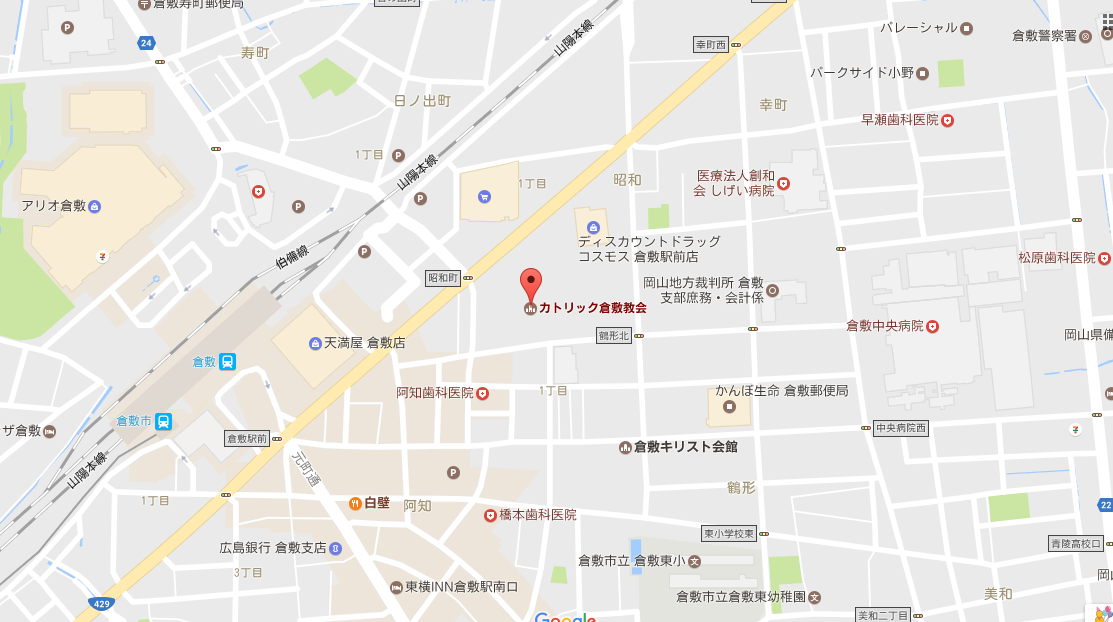 倉敷寿町郵便局
P
24
寿町
山陽本線
幸町西
バレーシャル
倉敷警察署
パークサイド小野
日ノ出町
幸町
早瀬歯科医院
1丁目
P
山陽本線
P
1丁目
昭和
医療法人創和
会 しげい病院
アリオ倉敷
P
P
伯備線
ディスカウントドラッグ
コスモス 倉敷駅前店
松原歯科医院
昭和町
岡山地方裁判所 倉敷
支部庶務・会計係
カトリック倉敷教会
鶴形北
倉敷中央病院
岡山県備
天満屋 倉敷店
倉敷
阿知歯科医院
1丁目
かんぽ生命 倉敷郵便局
倉敷市
ザ倉敷
倉敷駅前
中央病院西
倉敷キリスト会館
山陽本線
元町通
P
1丁目
白壁
阿知
鶴形
橋本歯科医院
22
東小学校東
青陵高校口
広島銀行 倉敷支店
倉敷市立 倉敷東小
文
3丁目
東横INN倉敷駅南口
岡山
倉敷市立倉敷東幼稚園
文
美和
429
美和二丁目
Google